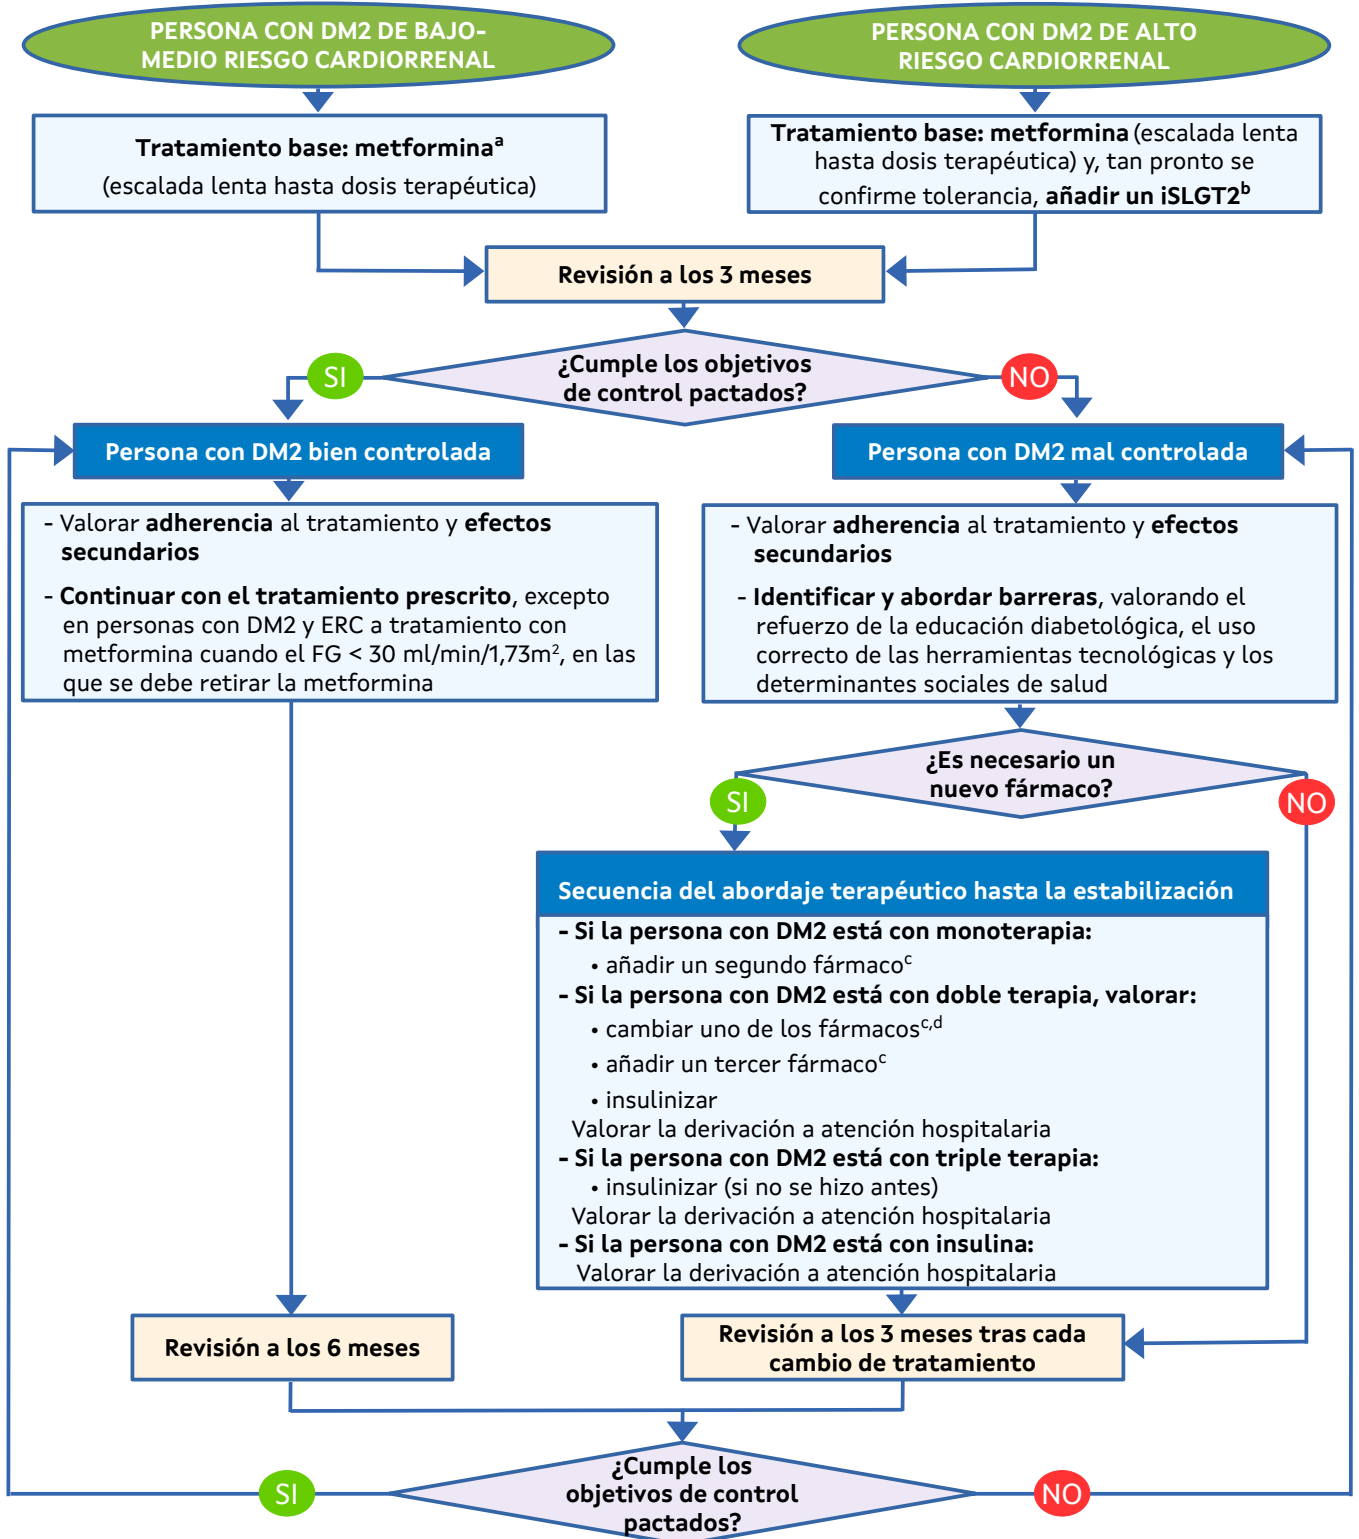 PERSONA CON DM2 DE BAJO-
MEDIO RIESGO CARDIORRENAL
PERSONA CON DM2 DE ALTO
RIESGO CARDIORRENAL
Tratamiento base: metforminaᵃ
(escalada lenta hasta dosis terapéutica)
Tratamiento base: metformina (escalada lenta
hasta dosis terapéutica) y, tan pronto se
confirme tolerancia, añadir un iSLGT2ᵇ
Revisión a los 3 meses
¿Cumple los objetivos
de control pactados?
SI
NO
Persona con DM2 bien controlada
Persona con DM2 mal controlada
- Valorar adherencia al tratamiento y efectos
secundarios
- Continuar con el tratamiento prescrito, excepto
en personas con DM2 y ERC a tratamiento con
metformina cuando el FG < 30 ml/min/1,73m², en las
que se debe retirar la metformina
- Valorar adherencia al tratamiento y efectos
secundarios
- Identificar y abordar barreras, valorando el
refuerzo de la educación diabetológica, el uso
correcto de las herramientas tecnológicas y los
determinantes sociales de salud
¿Es necesario un
nuevo fármaco?
SI
NO
Secuencia del abordaje terapéutico hasta la estabilización
- Si la persona con DM2 está con monoterapia:
• añadir un segundo fármacoᶜ
- Si la persona con DM2 está con doble terapia, valorar:
• cambiar uno de los fármacosᶜ,ᵈ
• añadir un tercer fármacoᶜ
• insulinizar
Valorar la derivación a atención hospitalaria
- Si la persona con DM2 está con triple terapia:
• insulinizar (si no se hizo antes)
Valorar la derivación a atención hospitalaria
- Si la persona con DM2 está con insulina:
Valorar la derivación a atención hospitalaria
Revisión a los 6 meses
Revisión a los 3 meses tras cada
cambio de tratamiento
¿Cumple los
objetivos de control
pactados?
SI
NO